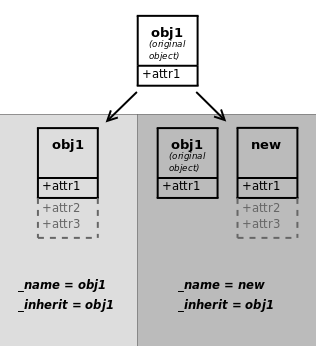 obj1
(original
object)
+attr1
obj1
+attr1
+attr2
+attr3
_name = obj1
_inherit = obj1
obj1
(original
object)
+attr1
new
+attr1
+attr2
+attr3
_name = new
_inherit = obj1